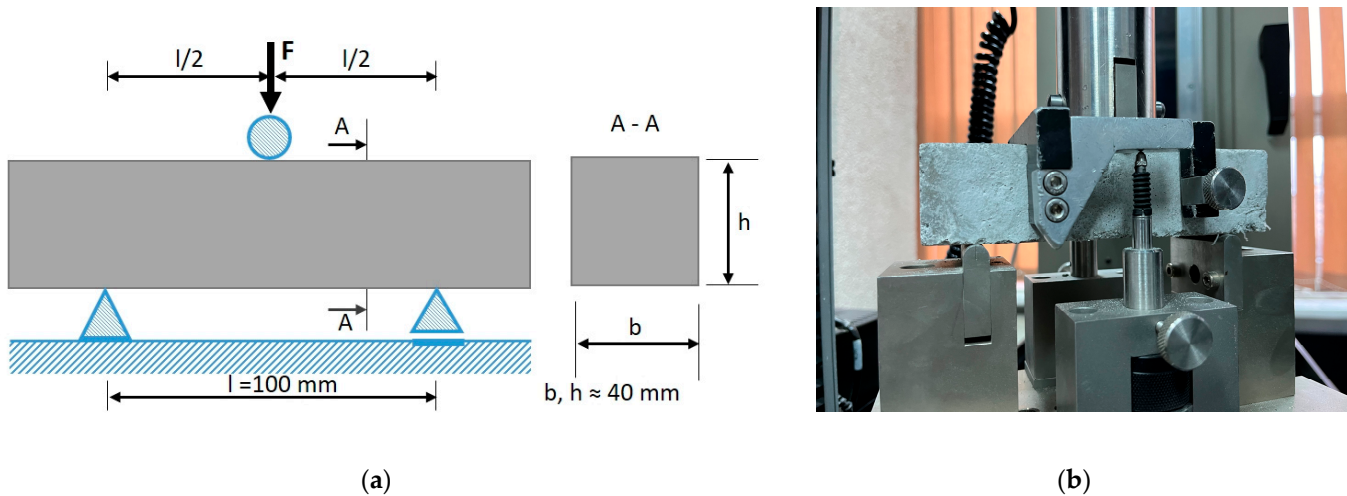 l/2
F
l/2
A
A - A
h
A
b
l =100 mm
b, h ≈ 40 mm
(a)
(b)